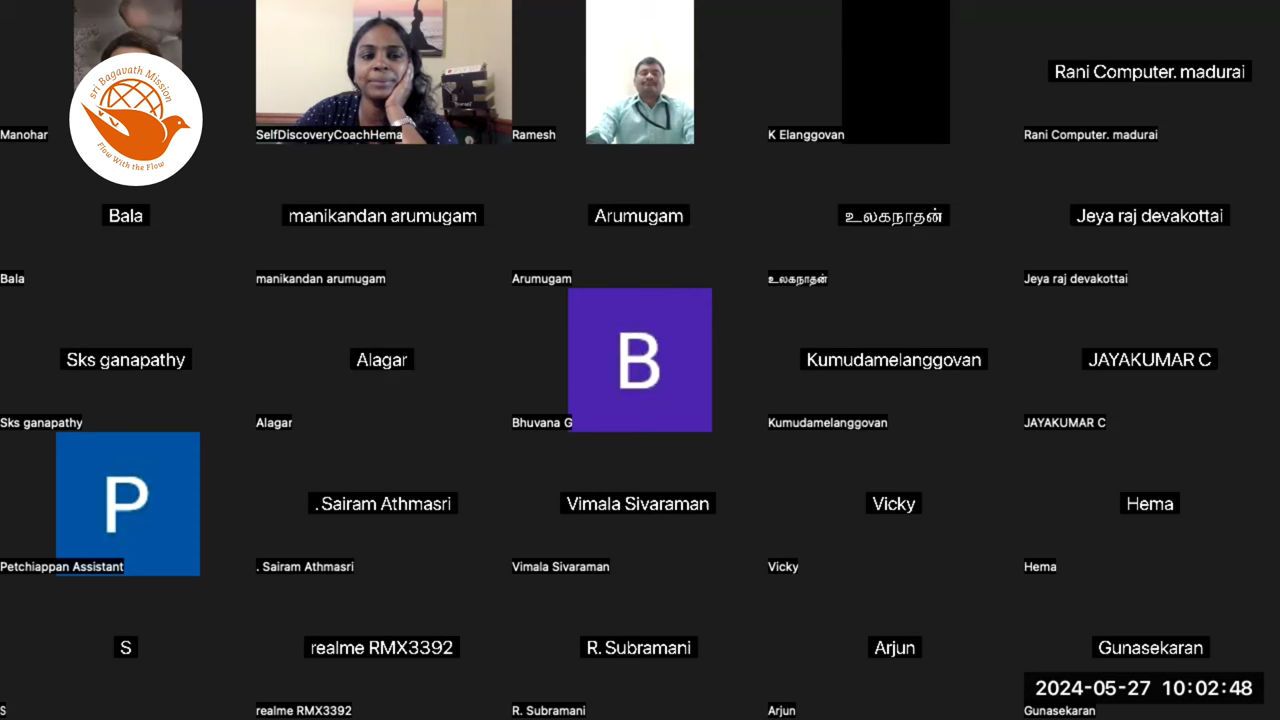 sri Bagavath Mission
Flow With the Flow
Manohar
SelfDiscoveryCoachHema
Ramesh
K Elanggovan
Rani Computer. madurai
Rani Computer. madurai
Bala
manikandan arumugam
Arumugam
உலகநாதன்
Jeya raj devakottai
Bala
manikandan arumugam
Arumugam
உலகநாதன்
Jeya raj devakottai
Sks ganapathy
Alagar
B
Kumudamelanggovan
JAYAKUMAR C
Sks ganapathy
Alagar
Bhuvana G
Kumudamelanggovan
JAYAKUMAR C
P
. Sairam Athmasri
Vimala Sivaraman
Vicky
Hema
Petchiappan Assistant
. Sairam Athmasri
Vimala Sivaraman
Vicky
Hema
S
realme RMX3392
R. Subramani
Arjun
Gunasekaran
2024-05-27 10:02:48
S
realme RMX3392
R. Subramani
Arjun
Gunasekaran